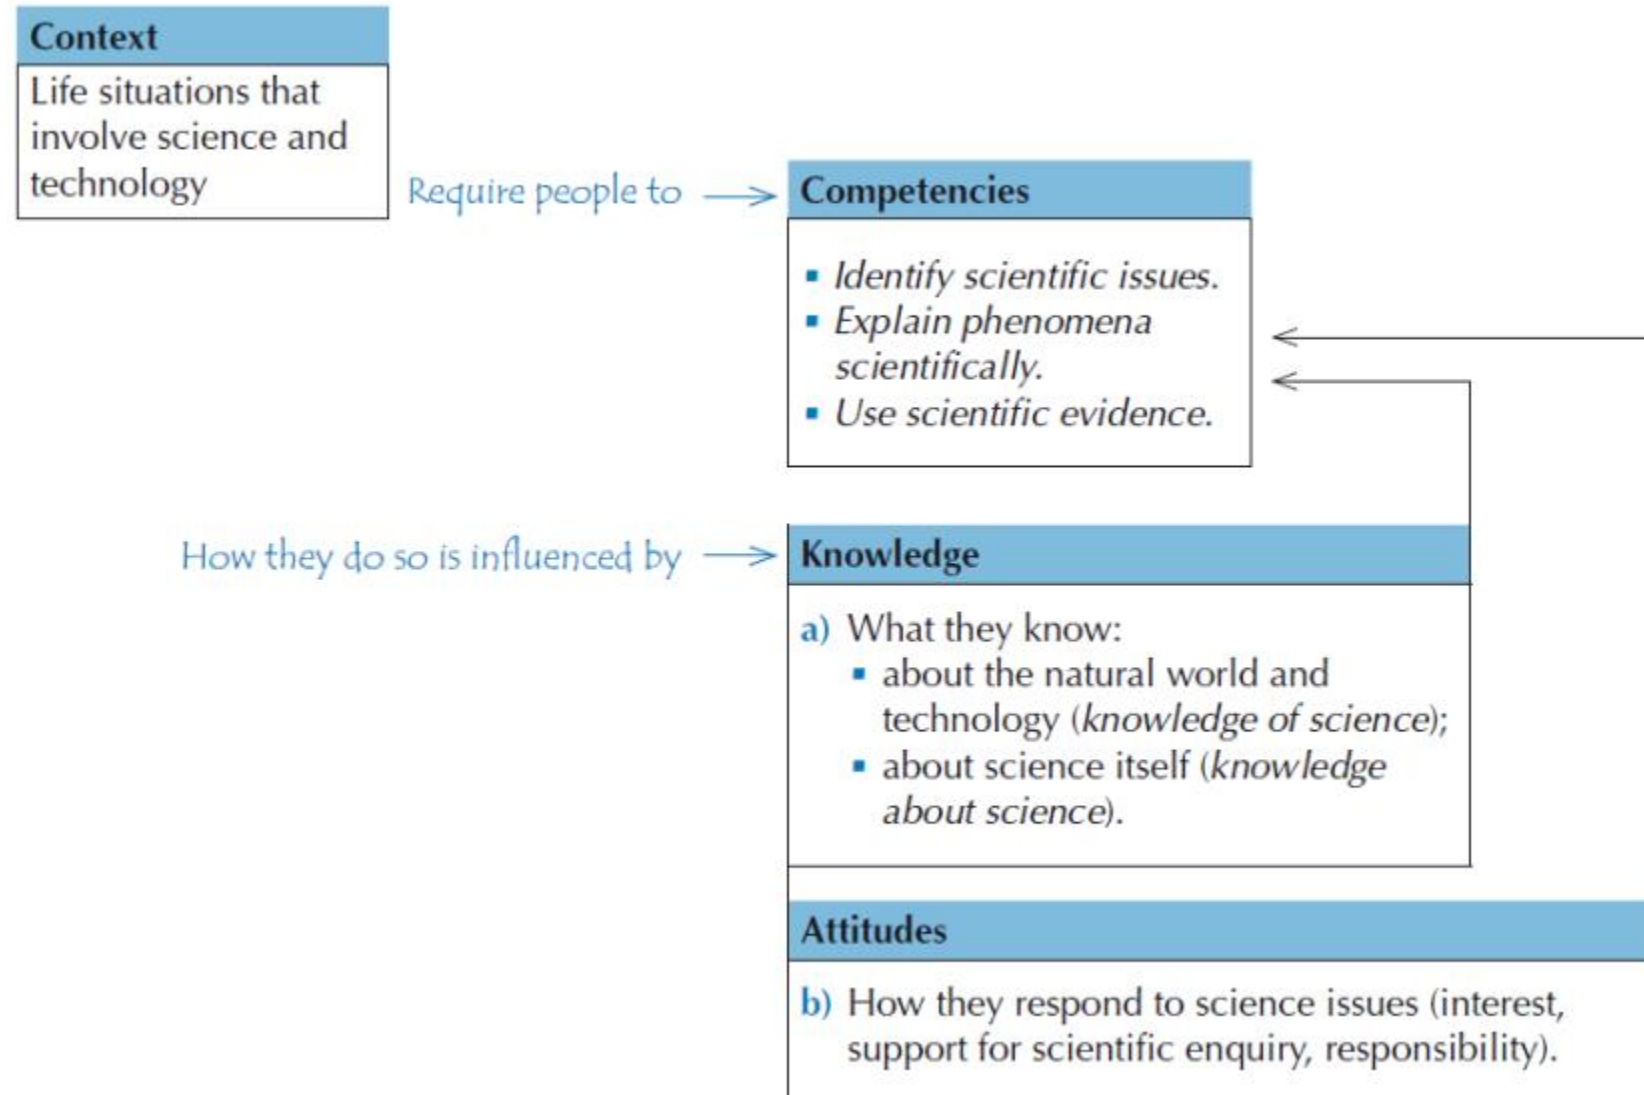 Context
Life situations that
involve science and
technology
Require people to
Competencies
▪ Identify scientific issues.
▪ Explain phenomena
scientifically.
▪ Use scientific evidence.
How they do so is influenced by
Knowledge
a) What they know:
▪ about the natural world and
technology (knowledge of science);
▪ about science itself (knowledge
about science).
Attitudes
b) How they respond to science issues (interest,
support for scientific enquiry, responsibility).